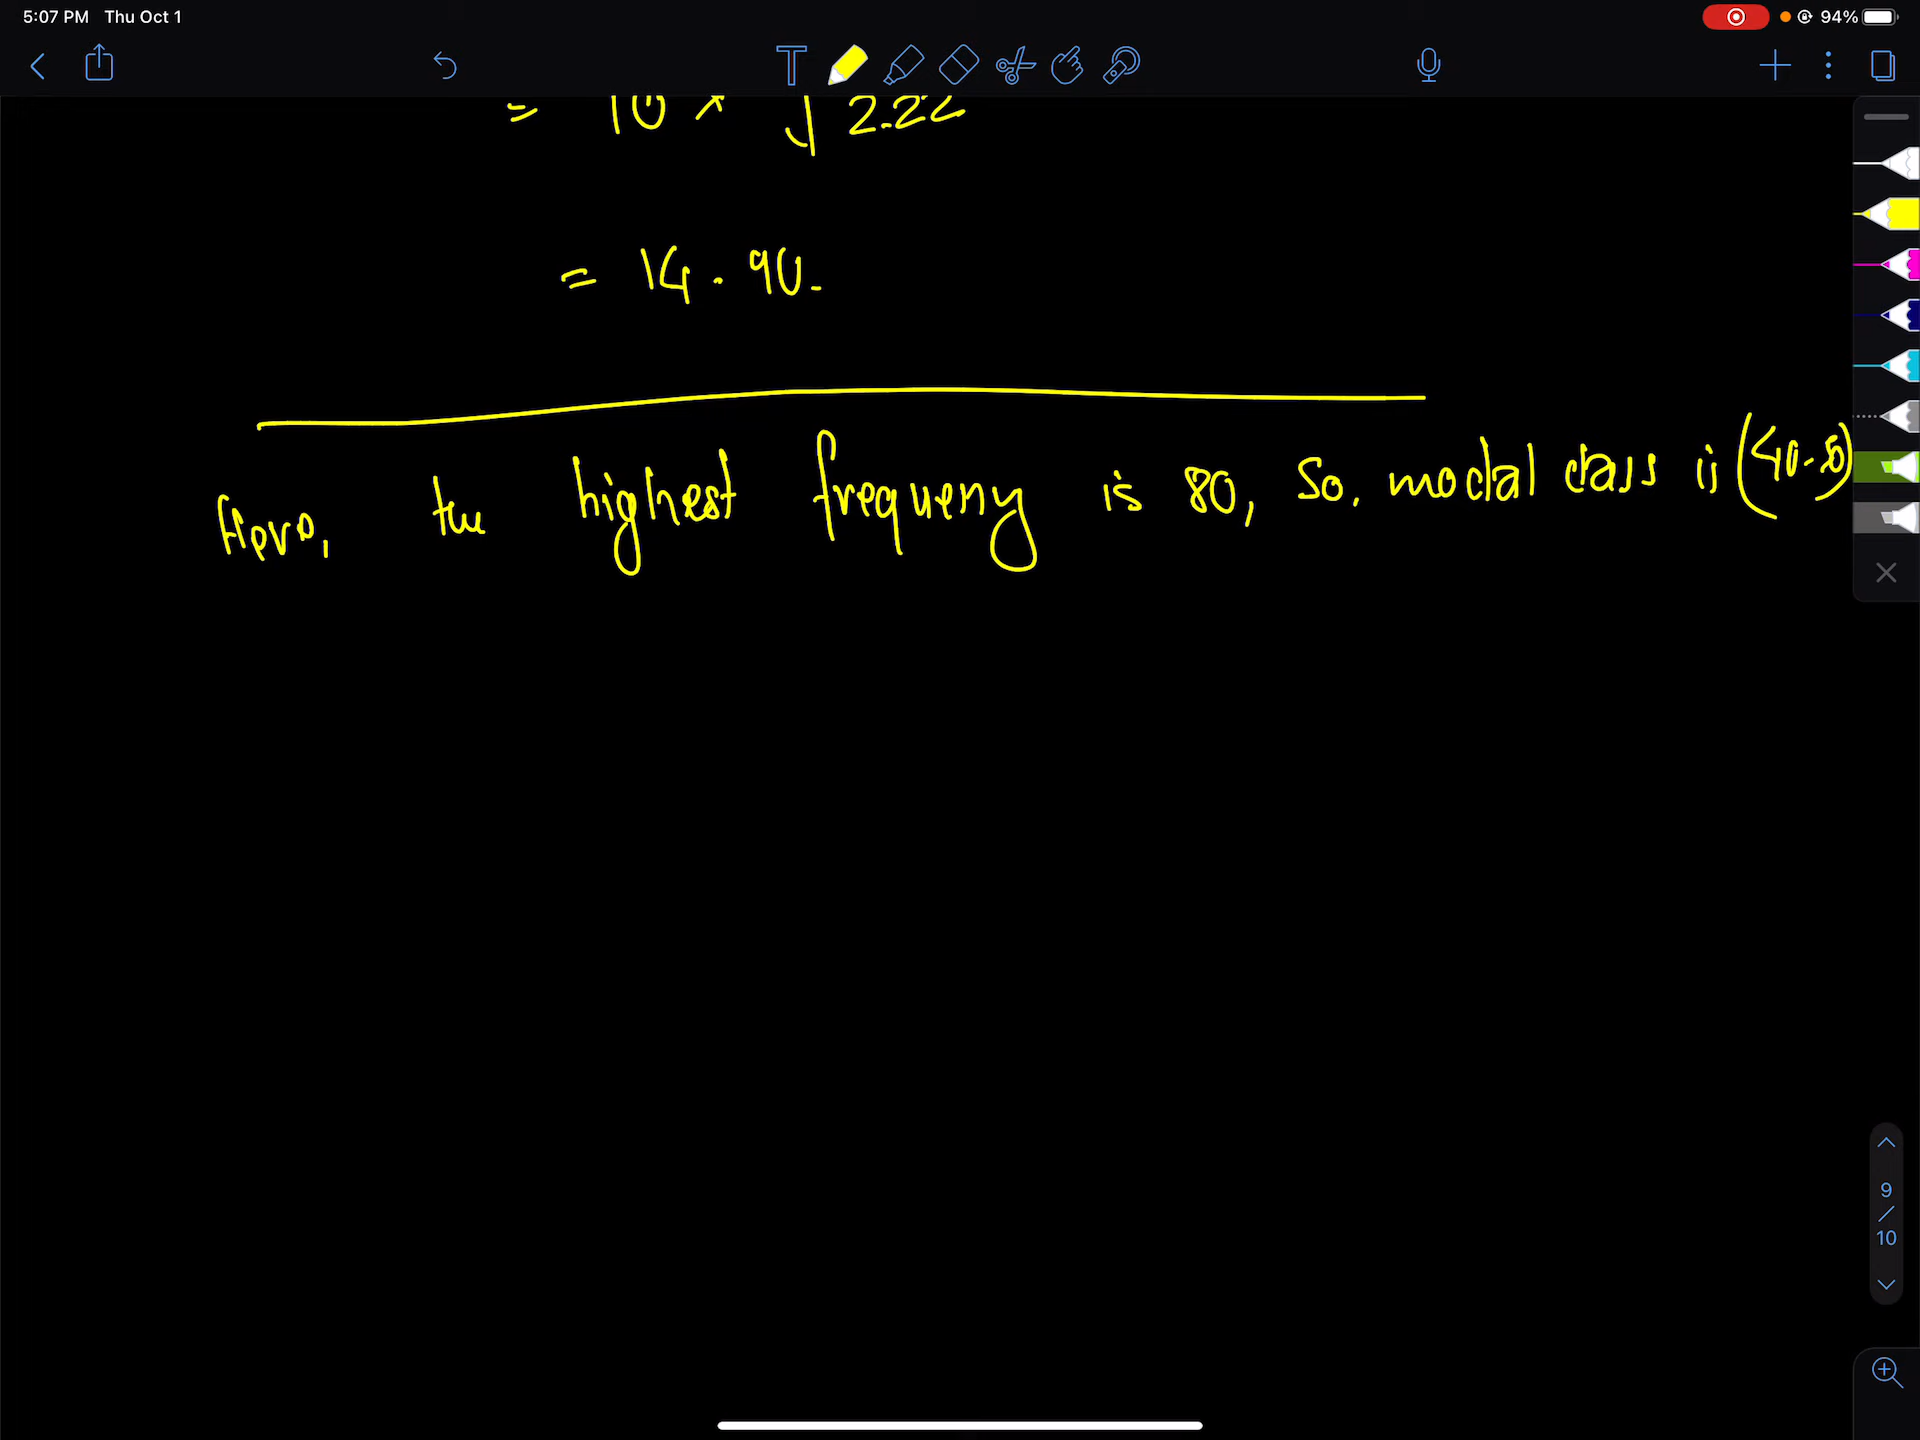 5:07 PM Thu Oct 1
94%
= 10 × √2.22
= 14.90.
Here, the highest frequeny is 80, So, modal class is (40-50)
9
/
10